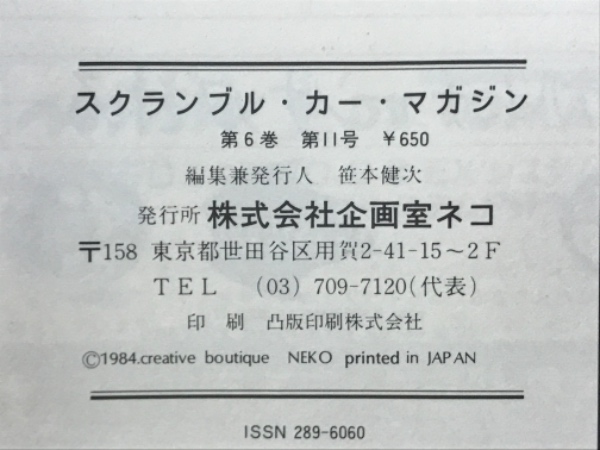 スクランブル・カー・マガジン
第6巻 第11号 ¥650
編集兼発行人 笹本健次
発行所 株式会社企画室ネコ
〒158 東京都世田谷区用賀2-41-15～2F
TEL (03) 709-7120(代表)
印刷 凸版印刷株式会社
©1984.creative boutique NEKO printed in JAPAN
ISSN 289-6060